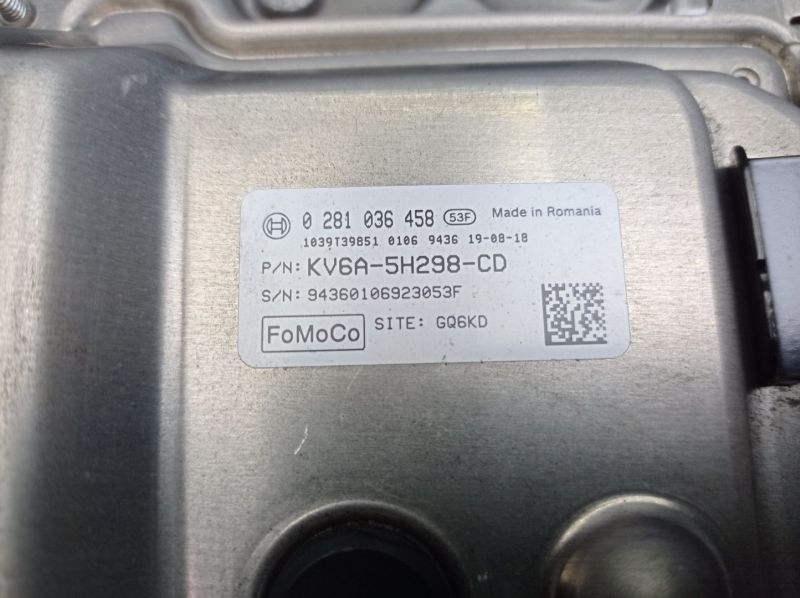 0 281 036 458 53F Made in Romania
1039T39851 0106 9436 19-08-18
P/N: KV6A-5H298-CD
S/N: 94360106923053F
FoMoCo SITE: GQ6KD